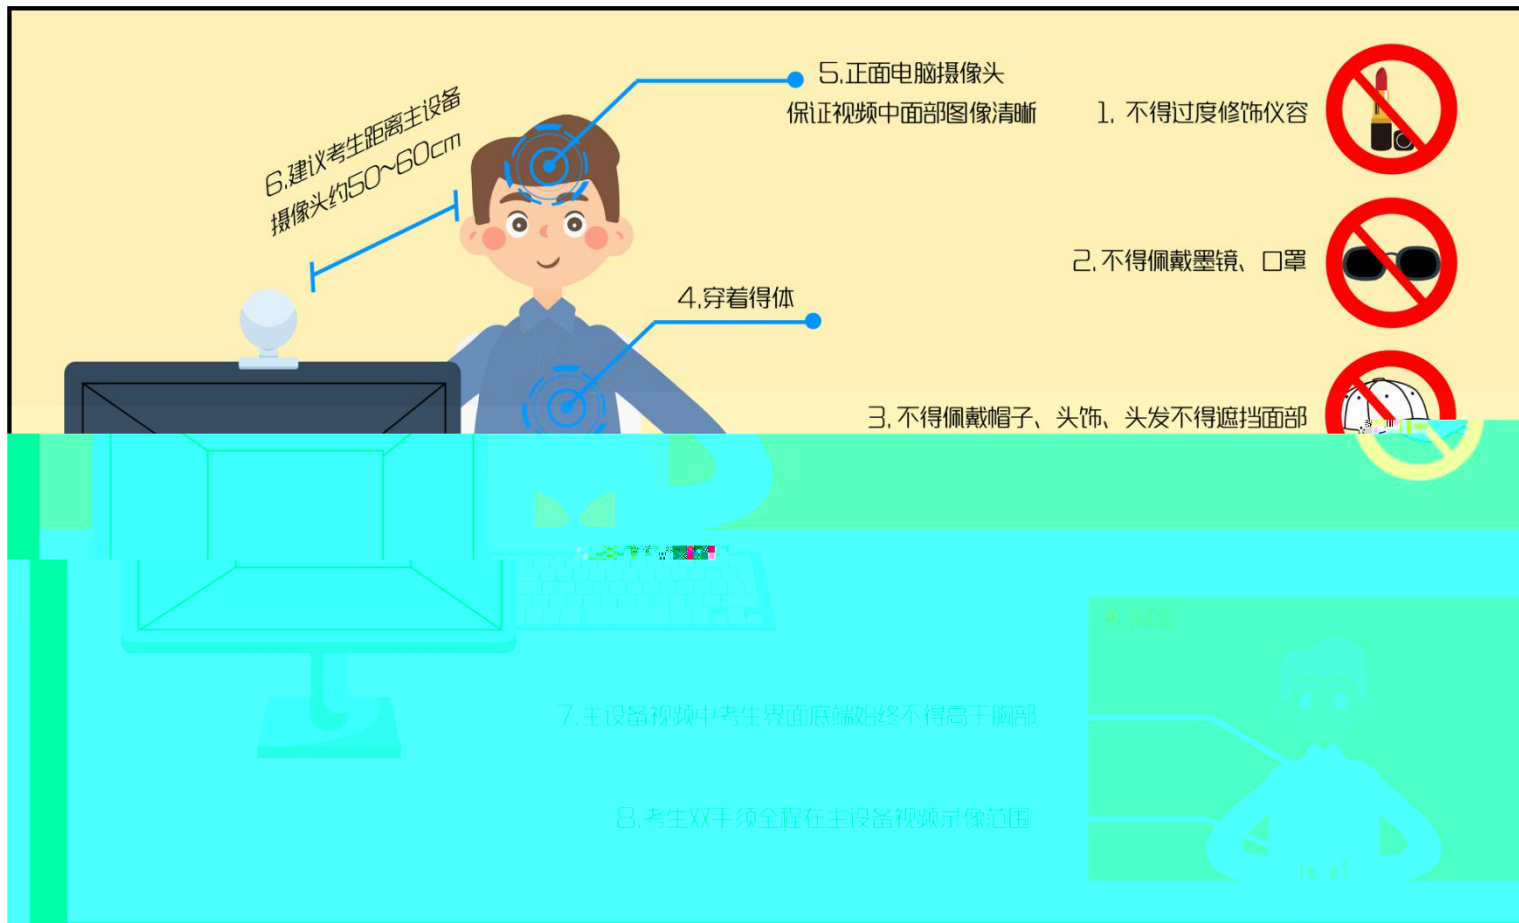 5.正面电脑摄像头
保证视频中面部图像清晰
1. 不得过度修饰仪容
6.建议考生距离主设备
摄像头约50~60cm
2.不得佩戴墨镜、口罩
4.穿着得体
3.不得佩戴帽子、头饰、头发不得遮挡面部
7.主设备视频中考生界面底端始终不得高于胸部
8.考生双手须全程在主设备视频录像范围